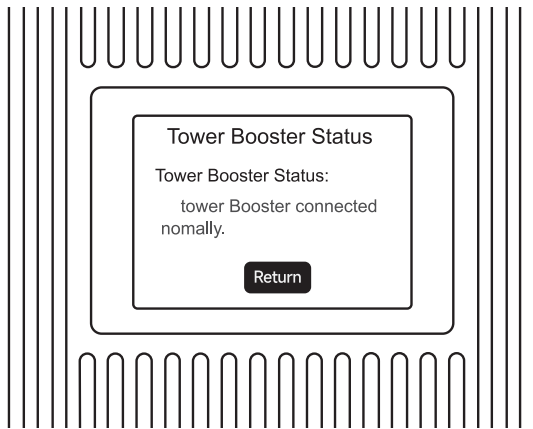 Tower Booster Status
Tower Booster Status:
tower Booster connected
nomally.
Return